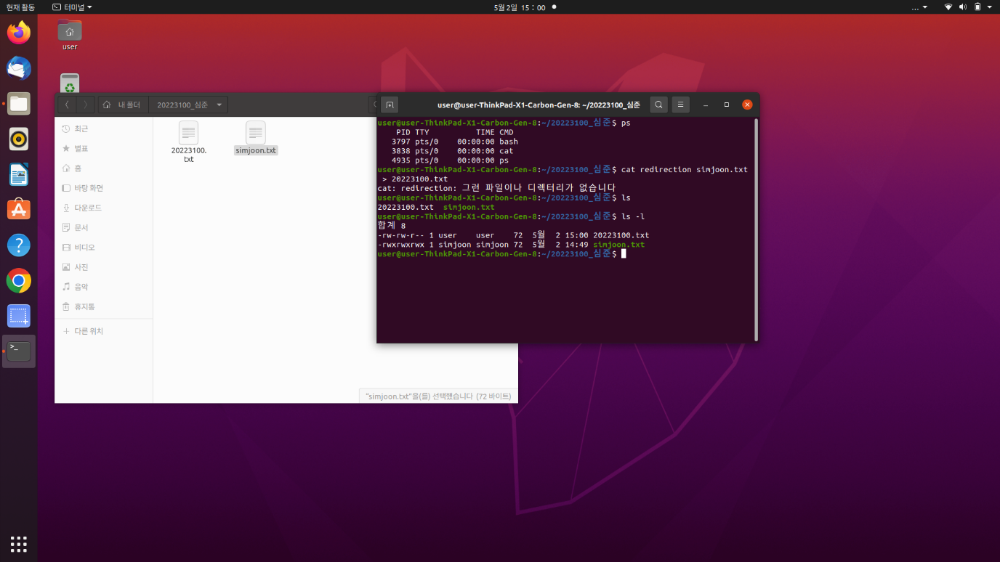 현재 활동
터미널
5월 2일 15 : 00
user
내 폴더
20223100_심준
최근
별표
홈
바탕 화면
다운로드
문서
비디오
사진
음악
휴지통
다른 위치
20223100.
txt
simjoon.txt
"simjoon.txt"을(를) 선택했습니다 (72 바이트)
user@user-ThinkPad-X1-Carbon-Gen-8: ~/20223100_심준
user@user-ThinkPad-X1-Carbon-Gen-8:~/20223100_심준$ ps
PID TTY TIME CMD
3797 pts/0 00:00:00 bash
3838 pts/0 00:00:00 cat
4935 pts/0 00:00:00 ps
user@user-ThinkPad-X1-Carbon-Gen-8:~/20223100_심준$ cat redirection simjoon.txt
> 20223100.txt
cat: redirection: 그런 파일이나 디렉터리가 없습니다
user@user-ThinkPad-X1-Carbon-Gen-8:~/20223100_심준$ ls
20223100.txt simjoon.txt
user@user-ThinkPad-X1-Carbon-Gen-8:~/20223100_심준$ ls -l
합계 8
-rw-rw-r-- 1 user user 72 5월 2 15:00 20223100.txt
-rwxrwxrwx 1 simjoon simjoon 72 5월 2 14:49 simjoon.txt
user@user-ThinkPad-X1-Carbon-Gen-8:~/20223100_심준$